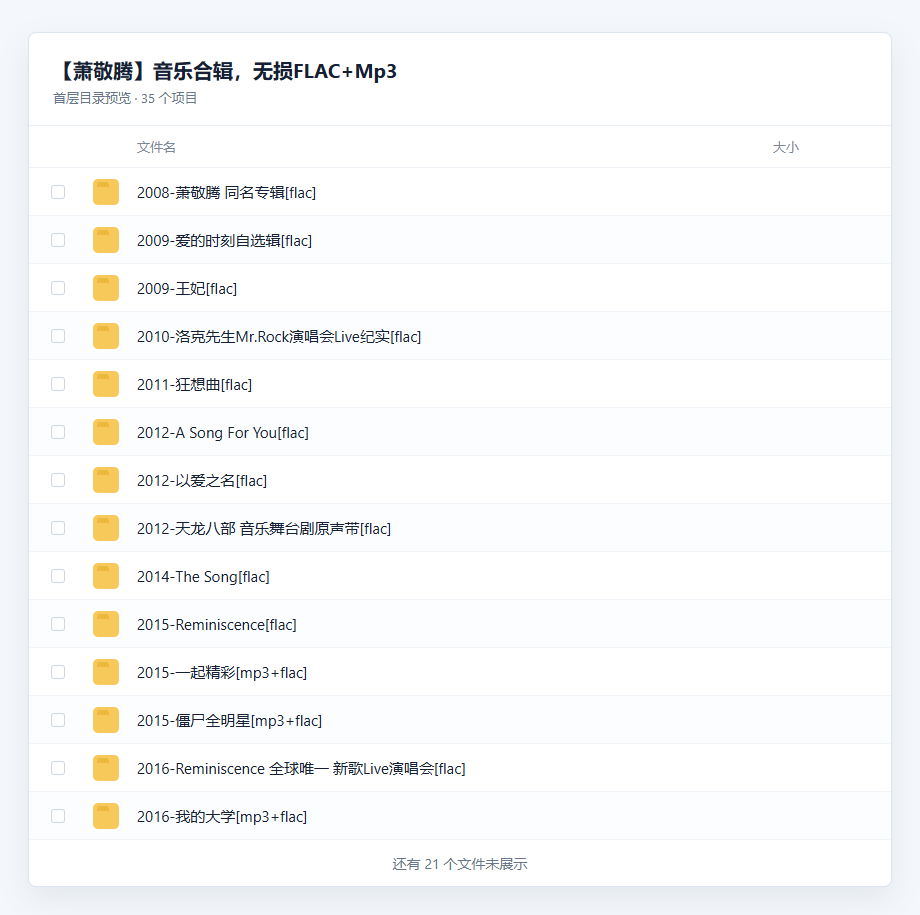 【萧敬腾】音乐合辑，无损FLAC+Mp3
首层目录预览 · 35 个项目
文件名 大小
2008-萧敬腾 同名专辑[flac]
2009-爱的时刻自选辑[flac]
2009-王妃[flac]
2010-洛克先生Mr.Rock演唱会Live纪实[flac]
2011-狂想曲[flac]
2012-A Song For You[flac]
2012-以爱之名[flac]
2012-天龙八部 音乐舞台剧原声带[flac]
2014-The Song[flac]
2015-Reminiscence[flac]
2015-一起精彩[mp3+flac]
2015-僵尸全明星[mp3+flac]
2016-Reminiscence 全球唯一 新歌Live演唱会[flac]
2016-我的大学[mp3+flac]
还有 21 个文件未展示